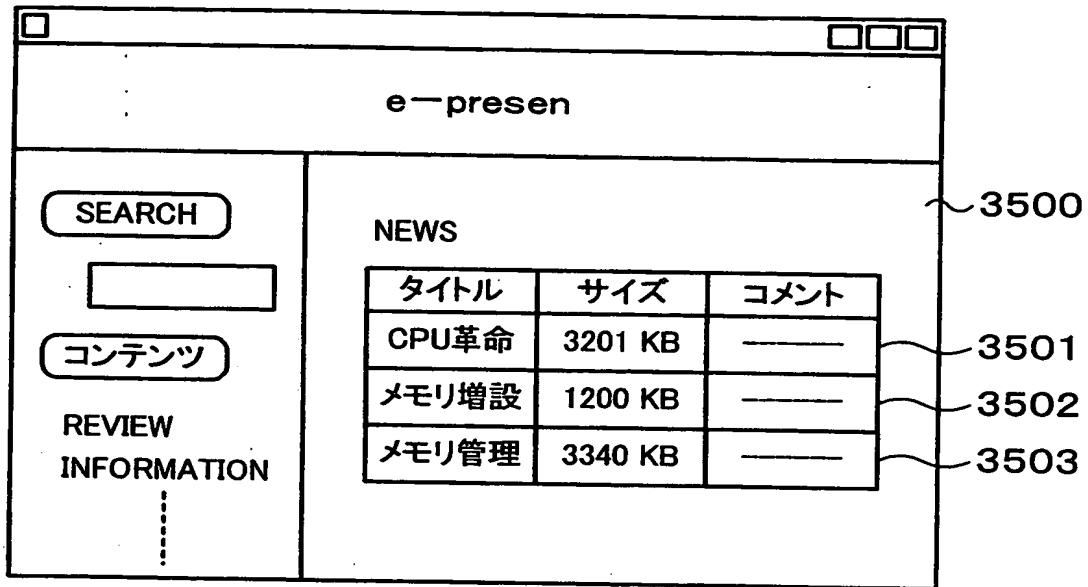 e—presen
SEARCH
コンテンツ
REVIEW
INFORMATION
NEWS
タイトル サイズ コメント
CPU革命 3201 KB
メモリ増設 1200 KB
メモリ管理 3340 KB
3500
3501
3502
3503